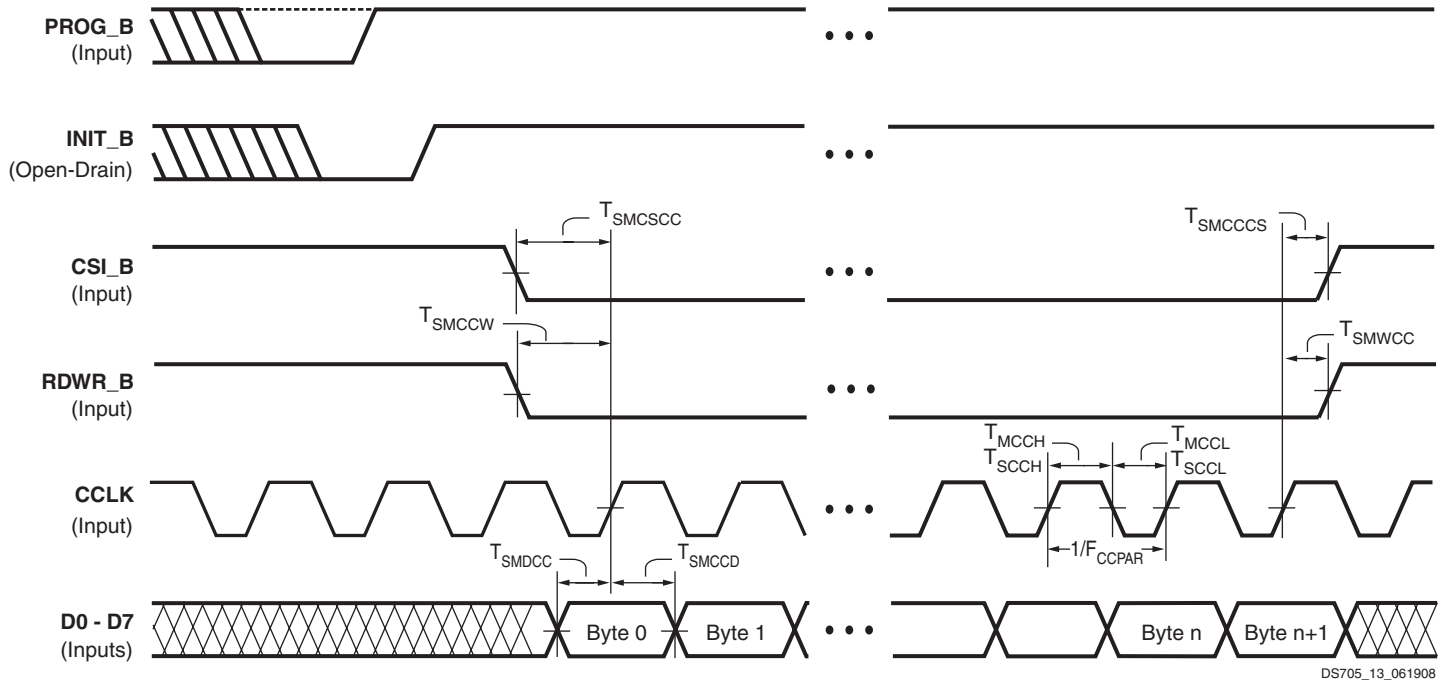 PROG_B
(Input)
INIT_B
(Open-Drain)
TSMCSCC
TSMCCCS
CSI_B
(Input)
TSMCCW
TSMWCC
RDWR_B
(Input)
TMCCH
TSCCH
TMCCL
TSCCL
CCLK
(Input)
1/FCCPAR
TSMDCC
TSMCCD
D0 - D7
(Inputs)
Byte 0
Byte 1
Byte n
Byte n+1
DS705_13_061908